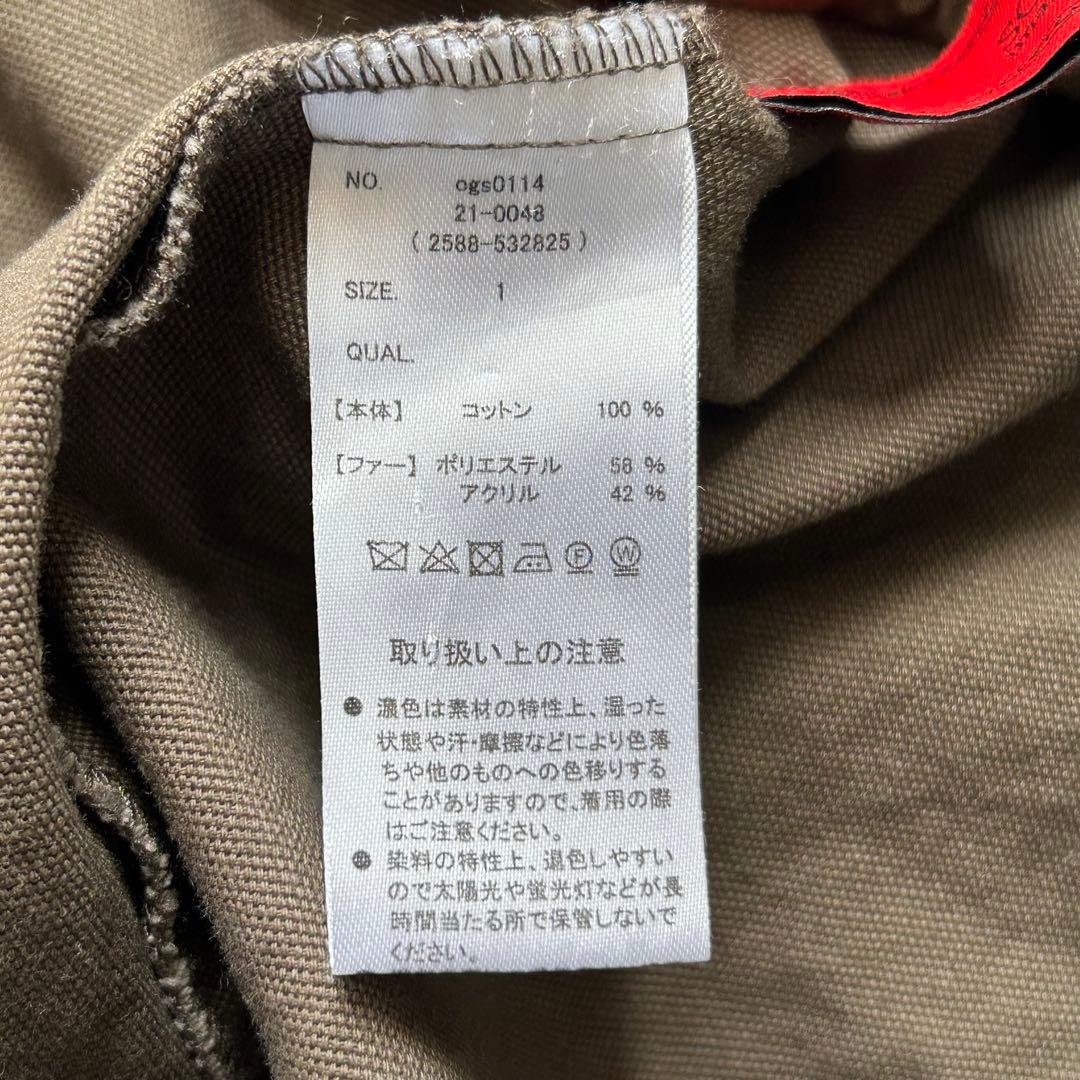 NO. ogs0114
21-0048
( 2588-532825 )
SIZE. 1
QUAL.
【本体】 コットン 100 %
【ファー】 ポリエステル 58 %
アクリル 42 %
F W
取り扱い上の注意
● 濃色は素材の特性上、湿った
状態や汗・摩擦などにより色落
ちや他のものへの色移りする
ことがありますので、着用の際
はご注意ください。
● 染料の特性上、退色しやすい
ので太陽光や蛍光灯などが長
時間当たる所で保管しないで
ください。